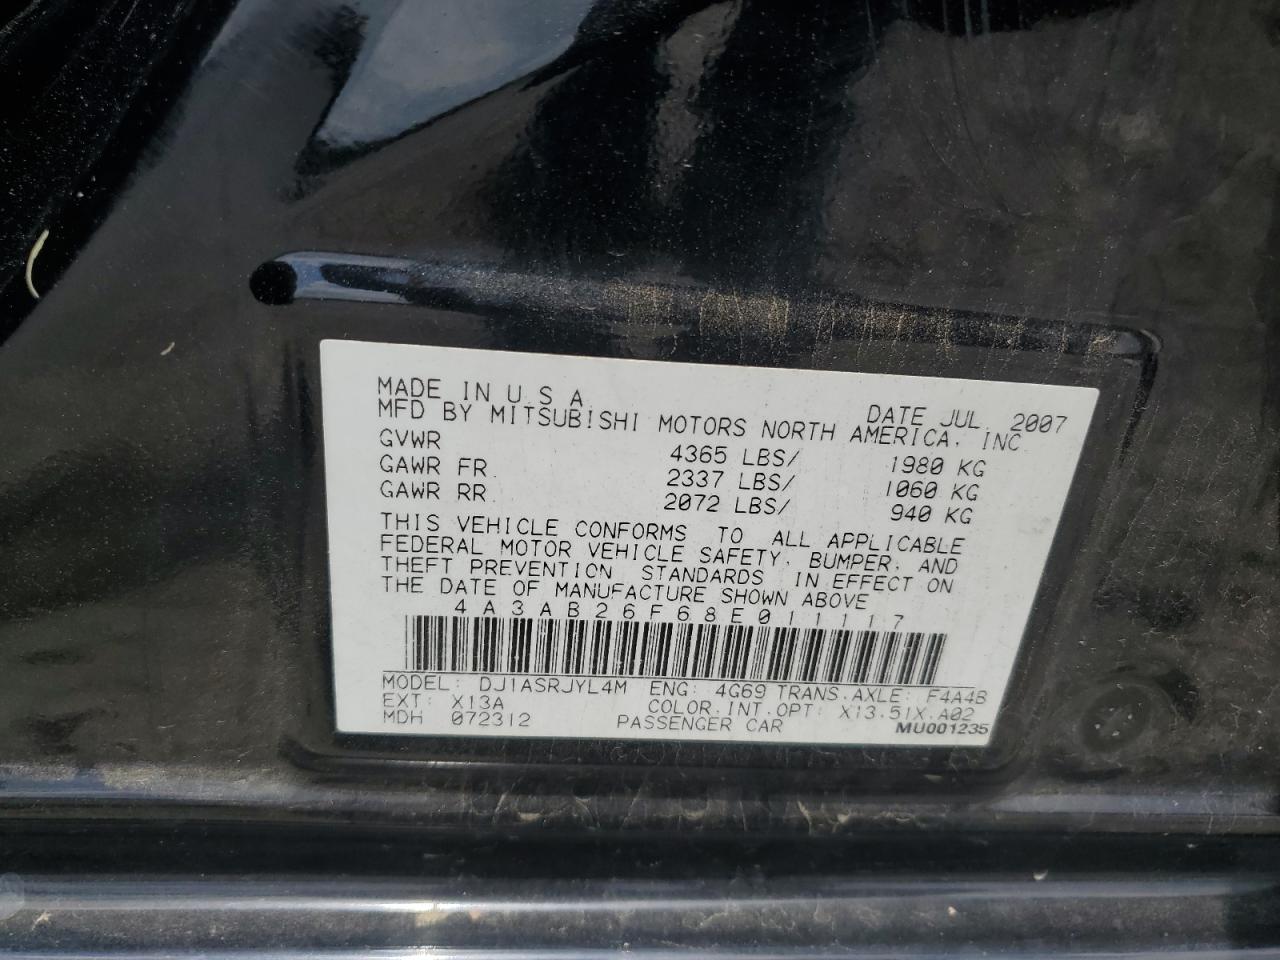 MADE IN U.S.A. DATE JUL. 2007
MFD BY MITSUBISHI MOTORS NORTH AMERICA, INC.
GVWR 4365 LBS/ 1980 KG
GAWR FR. 2337 LBS/ 1060 KG
GAWR RR 2072 LBS/ 940 KG
THIS VEHICLE CONFORMS TO ALL APPLICABLE
FEDERAL MOTOR VEHICLE SAFETY, BUMPER, AND
THEFT PREVENTION STANDARDS IN EFFECT ON
THE DATE OF MANUFACTURE SHOWN ABOVE
4A3AB26F68E011117
MODEL: DJ1ASRJYL4M ENG: 4G69 TRANS.AXLE: F4A4B
EXT: X13A COLOR.INT.OPT: X13.51X.A02
MDH 072312 PASSENGER CAR MU001235